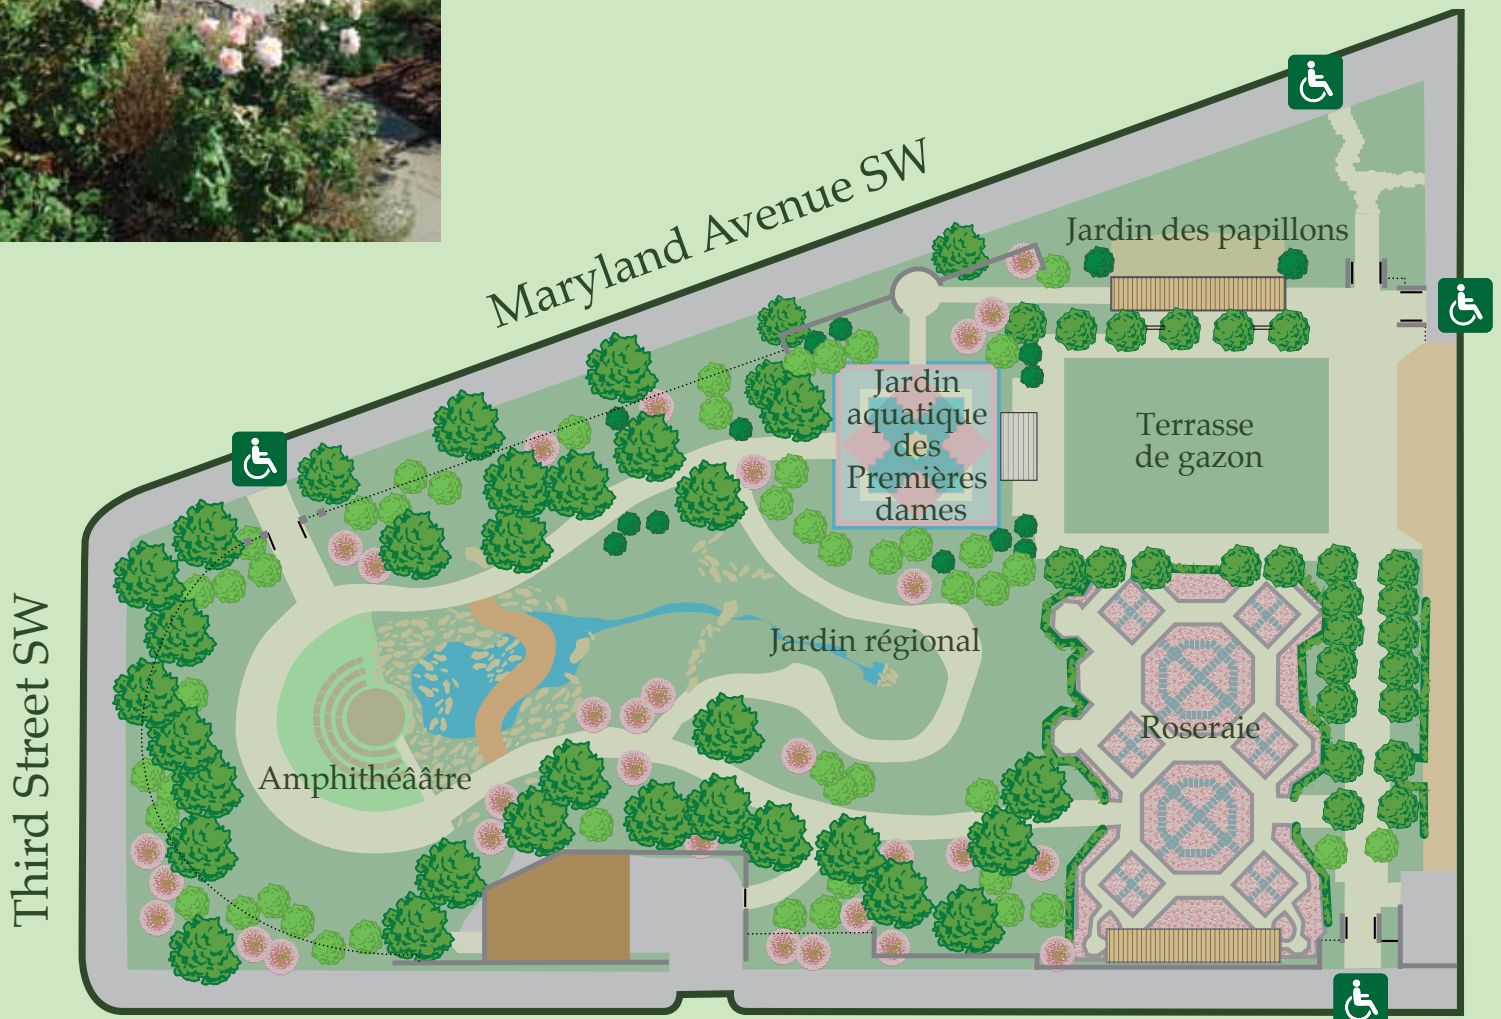 Maryland Avenue SW
Jardin des papillons
Jardin
aquatique
des
Premières
dames
Terrasse
de gazon
Jardin régional
Roseraie
Amphithéââtre
Third Street SW